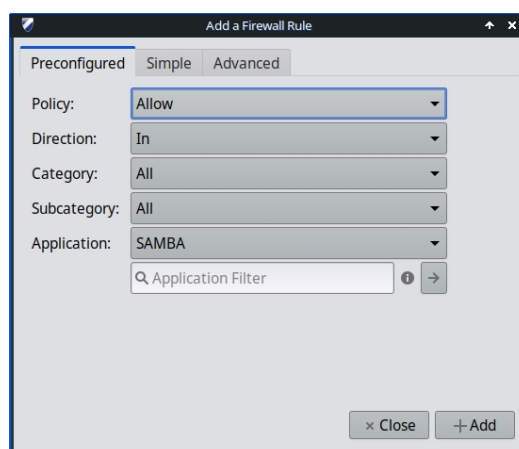 Add a Firewall Rule
Preconfigured Simple Advanced
Policy: Allow
Direction: In
Category: All
Subcategory: All
Application: SAMBA
Application Filter
Close Add